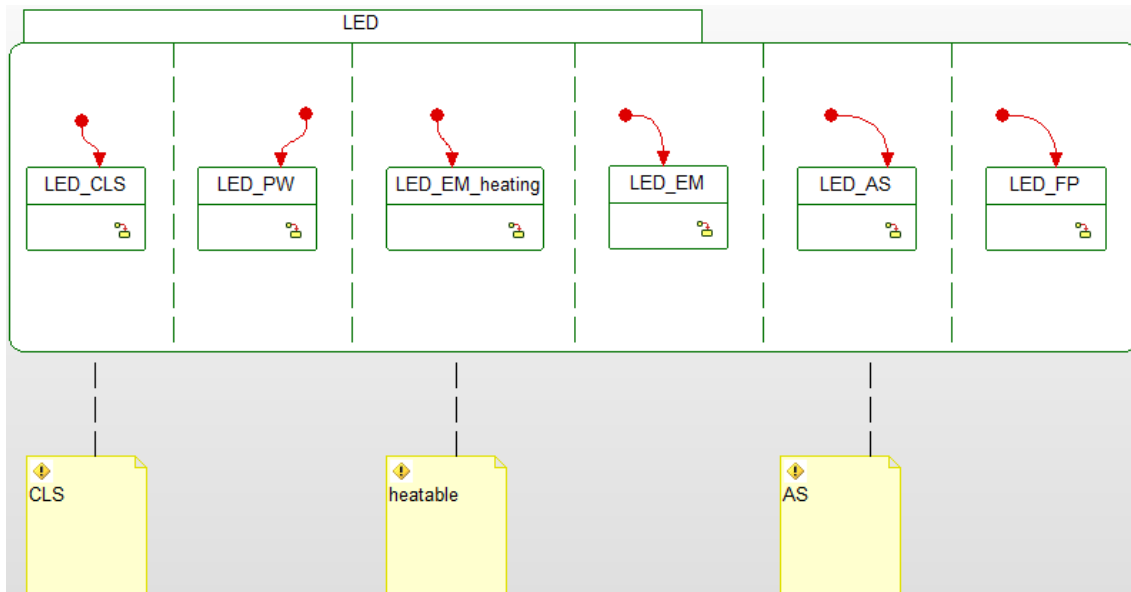 LED
LED_CLS
LED_PW
LED_EM_heating
LED_EM
LED_AS
LED_FP
CLS
heatable
AS